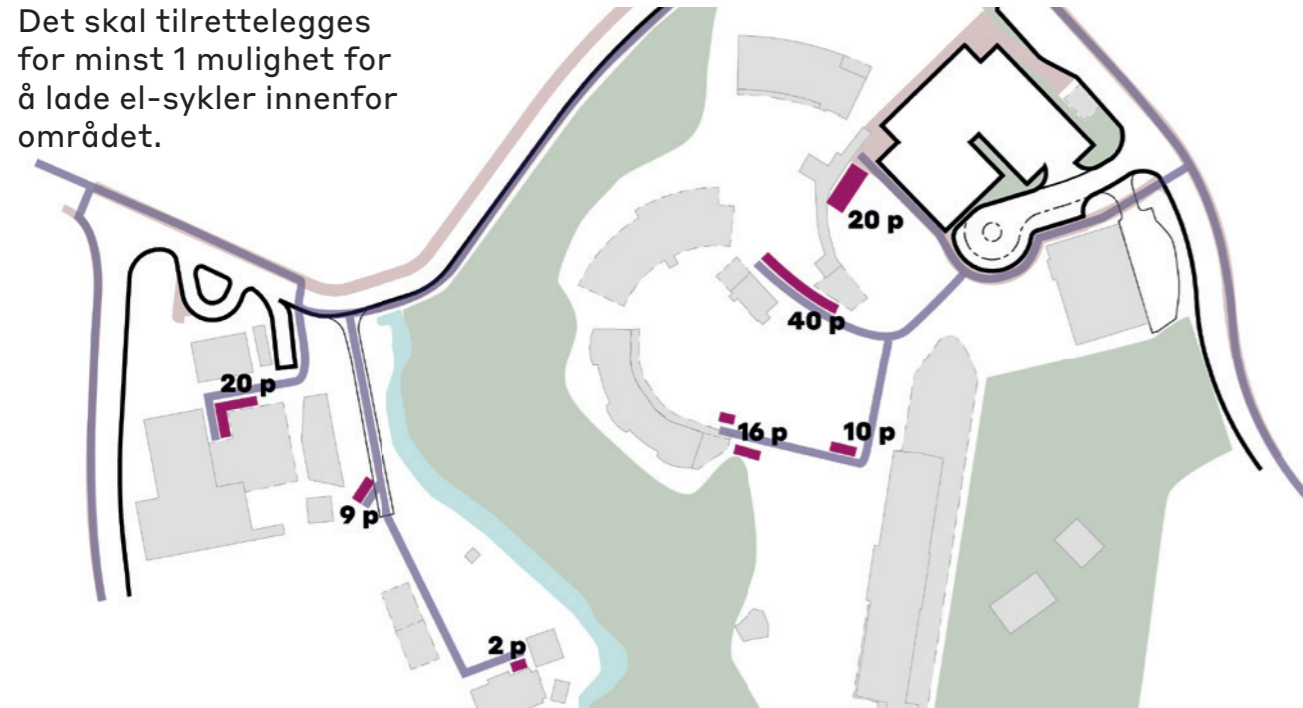 Det skal tilrettelegges
for minst 1 mulighet for
å lade el-sykler innenfor
området.
20 p
40 p
20 p
16 p
10 p
9 p
2 p